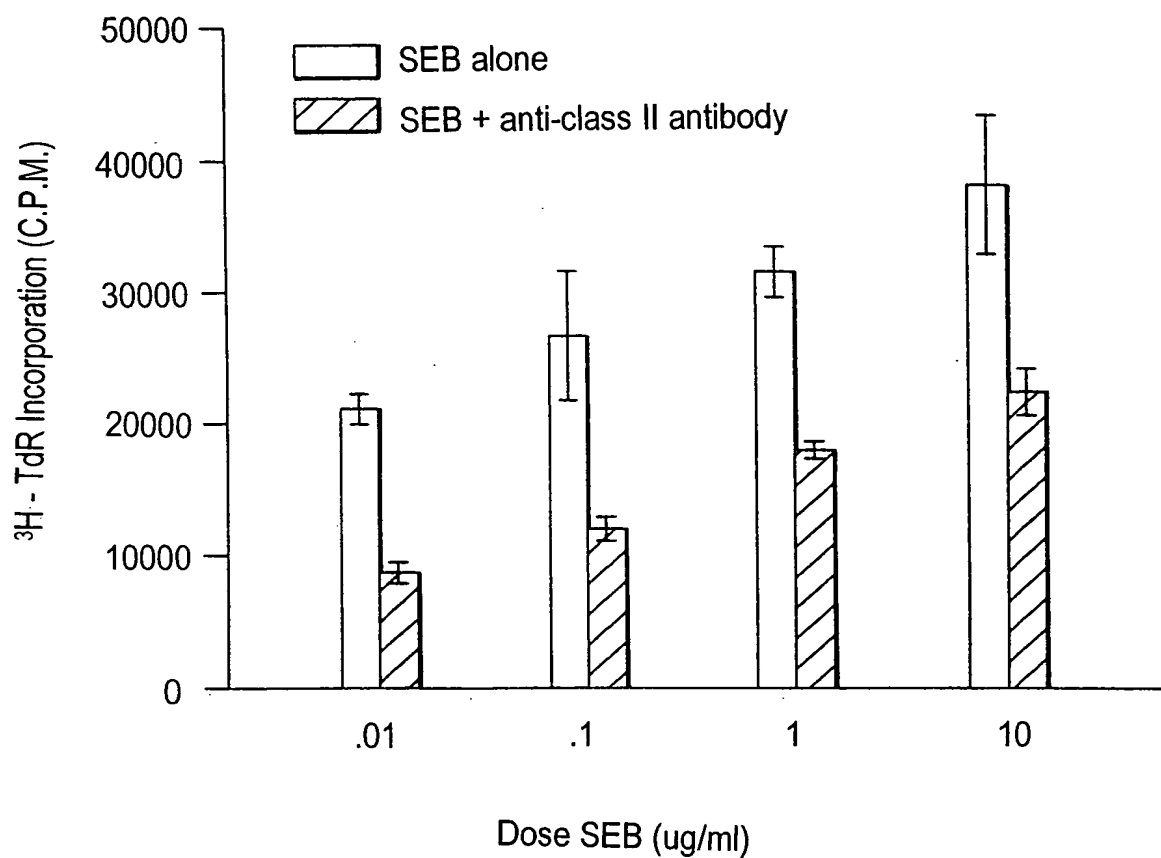 50000
40000
30000
20000
10000
0
³H - TdR Incorporation (C.P.M.)
SEB alone
SEB + anti-class II antibody
.01 .1 1 10
Dose SEB (ug/ml)